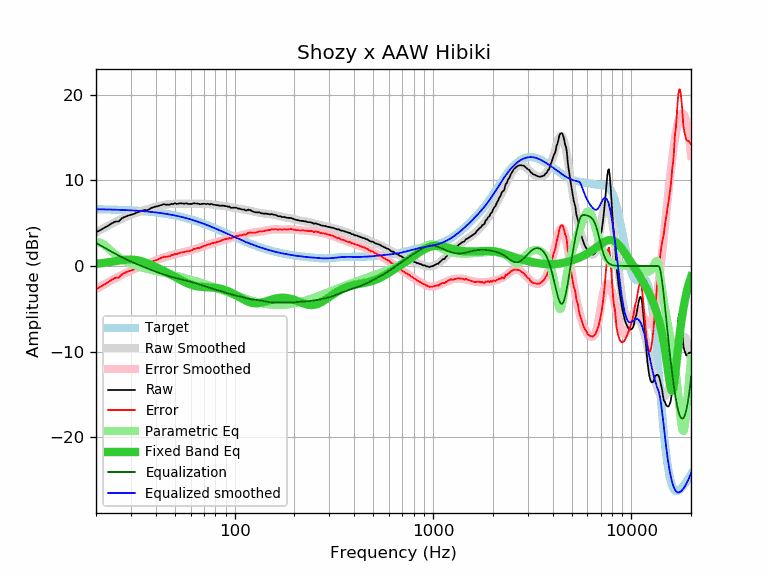 Shozy x AAW Hibiki
Amplitude (dBr)
20
10
0
−10
−20
Target
Raw Smoothed
Error Smoothed
Raw
Error
Parametric Eq
Fixed Band Eq
Equalization
Equalized smoothed
100
1000
10000
Frequency (Hz)